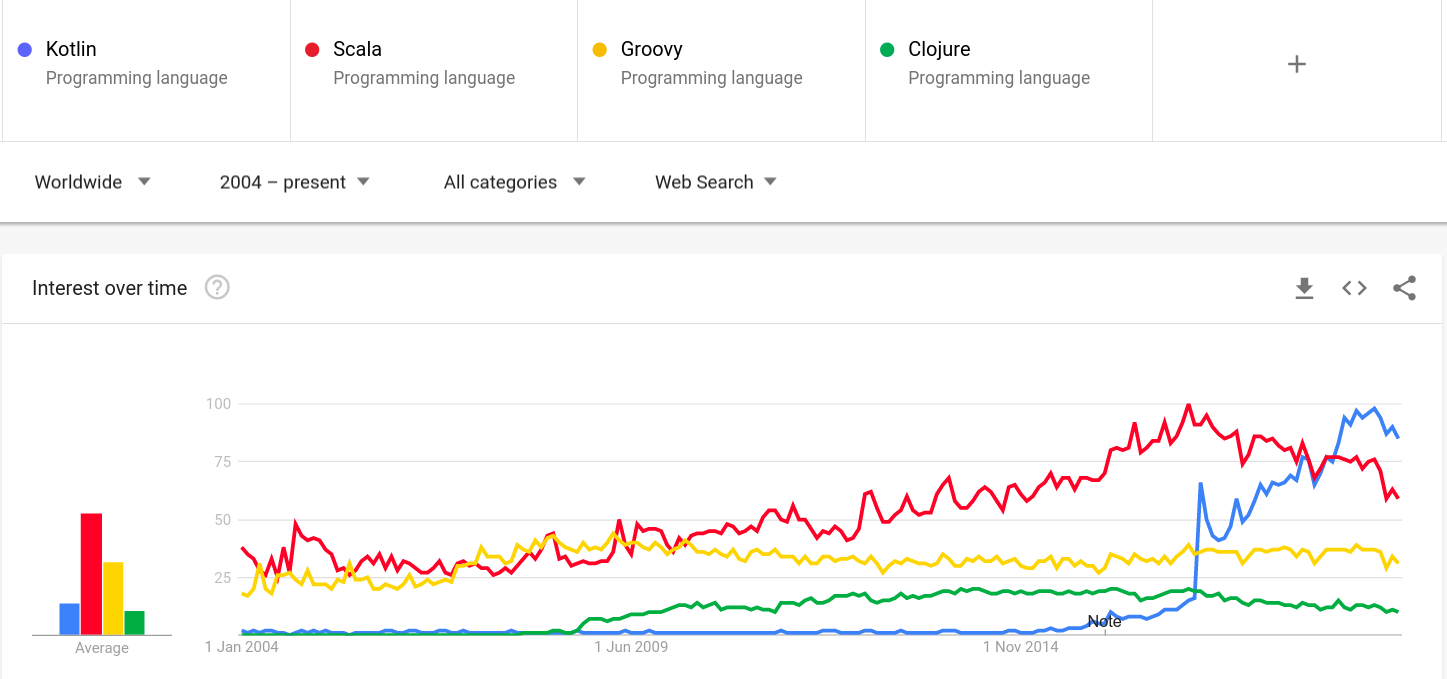 Kotlin
Programming language
Scala
Programming language
Groovy
Programming language
Clojure
Programming language
+
Worldwide
2004 – present
All categories
Web Search
Interest over time
?
100
75
50
25
Note
Average
1 Jan 2004
1 Jun 2009
1 Nov 2014